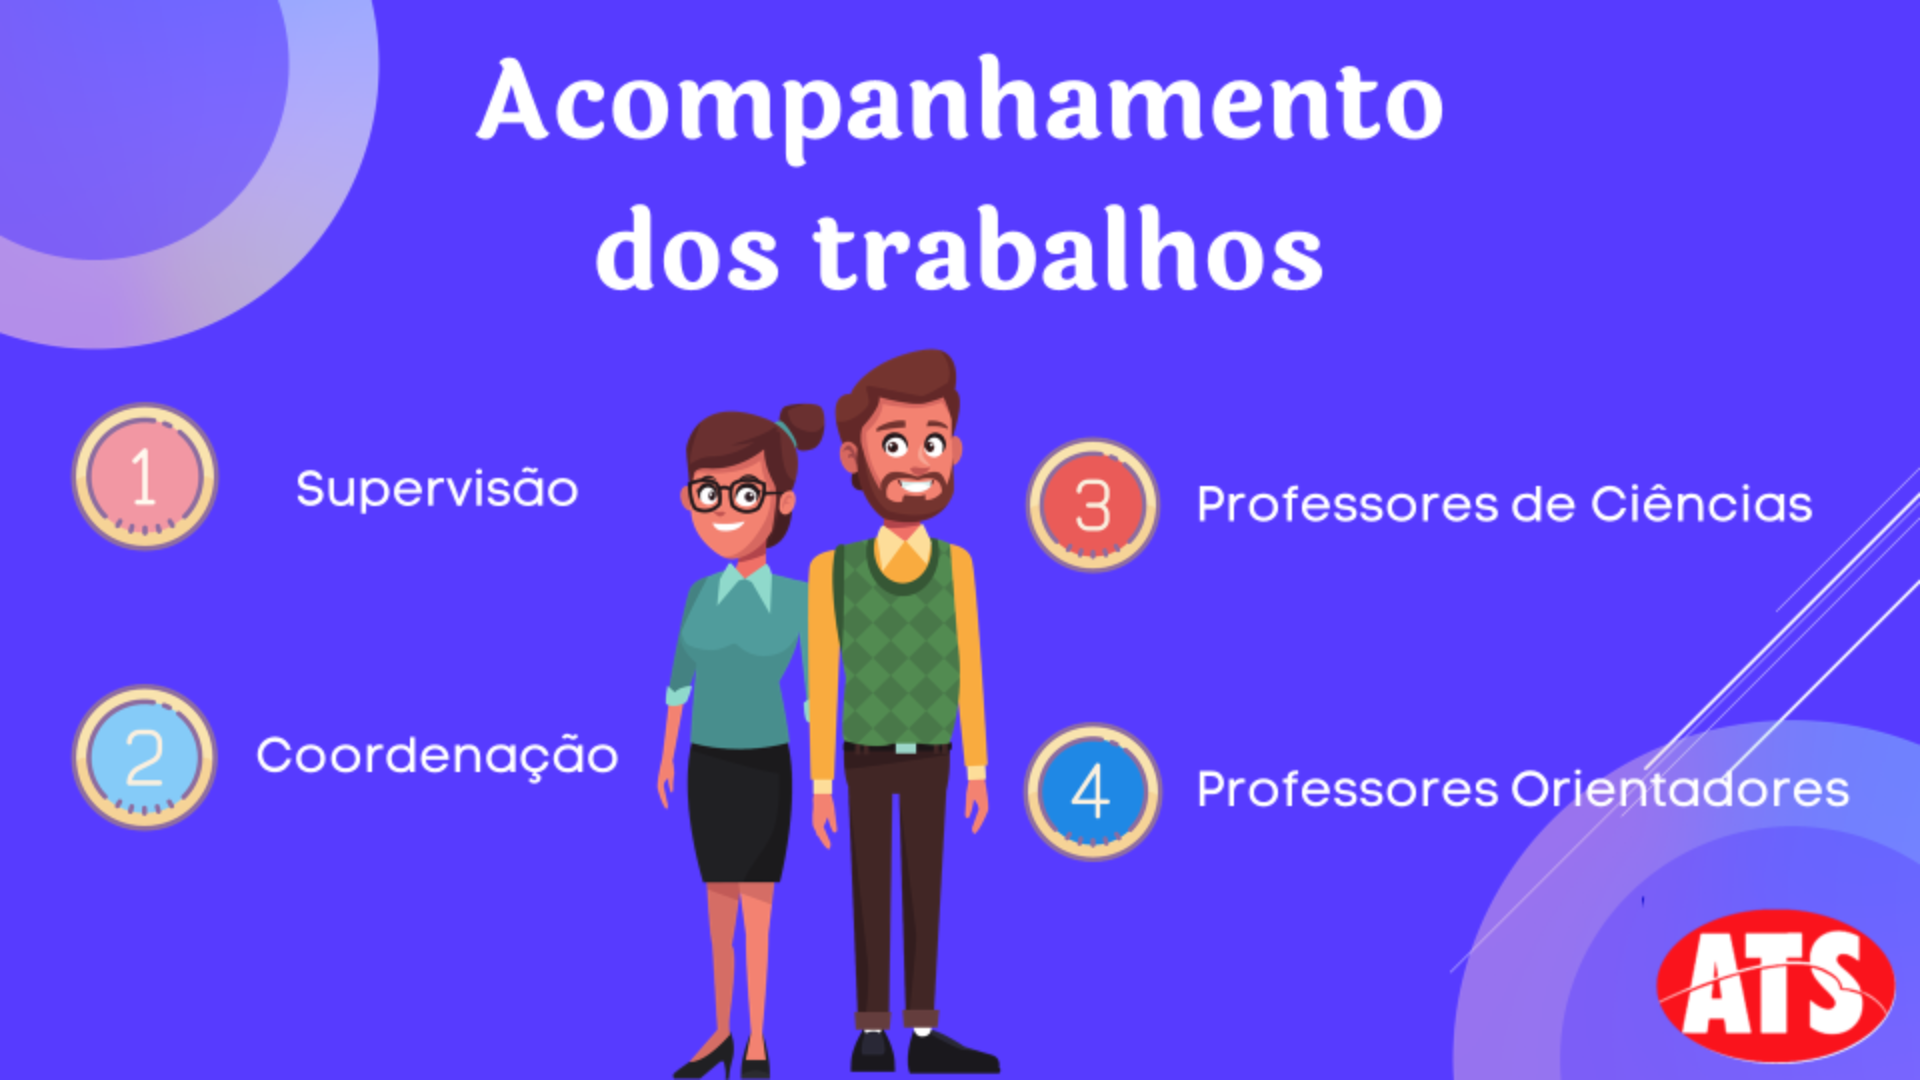 Acompanhamento
dos trabalhos
1 Supervisão
2 Coordenação
3 Professores de Ciências
4 Professores Orientadores
ATS